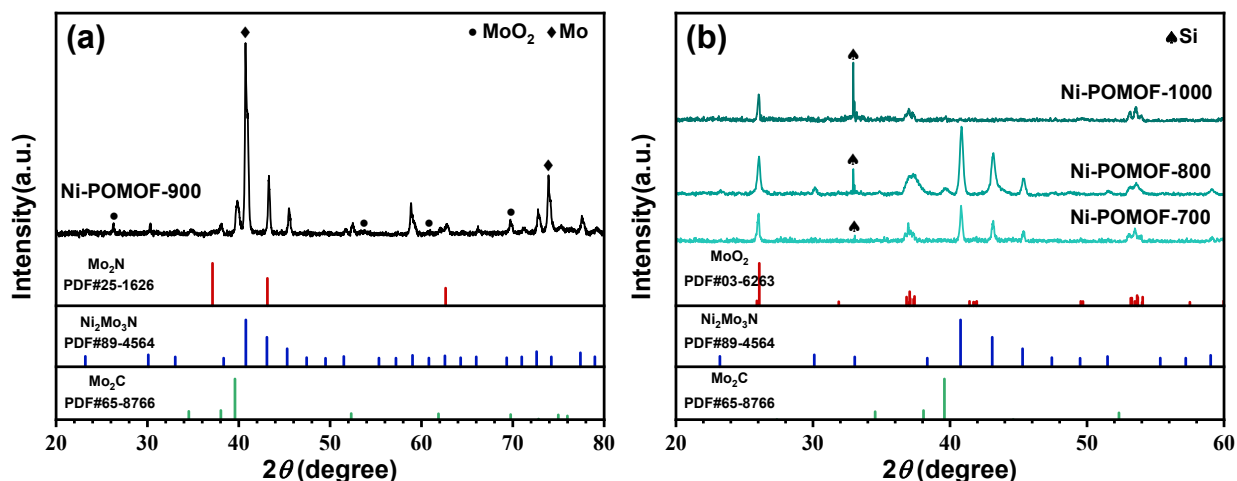 (a)
● MoO₂ ♦ Mo
Ni-POMOF-900
Intensity(a.u.)
Mo₂N
PDF#25-1626
Ni₂Mo₃N
PDF#89-4564
Mo₂C
PDF#65-8766
20 30 40 50 60 70 80
2θ (degree)
(b)
♠Si
Ni-POMOF-1000
Ni-POMOF-800
Ni-POMOF-700
Intensity(a.u.)
MoO₂
PDF#03-6263
Ni₂Mo₃N
PDF#89-4564
Mo₂C
PDF#65-8766
20 30 40 50 60
2θ (degree)